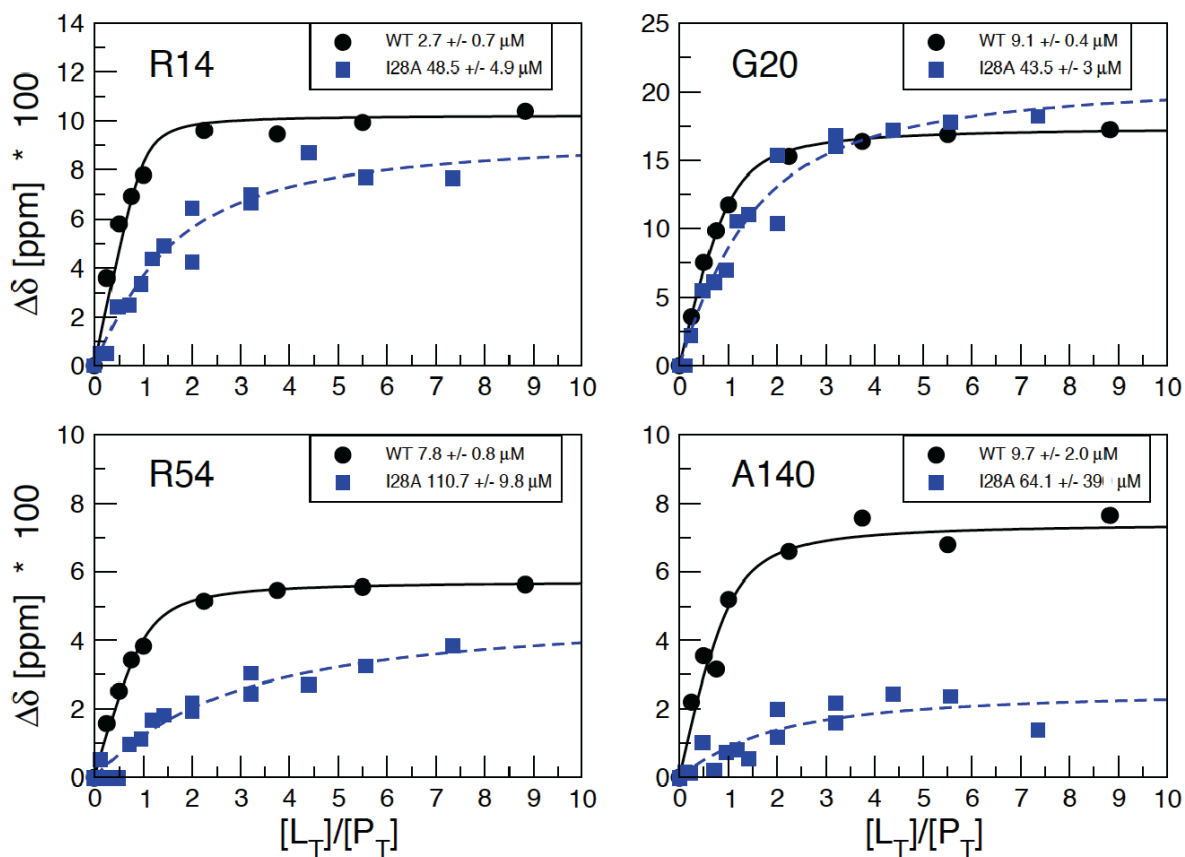 R14
WT 2.7 +/- 0.7 µM
I28A 48.5 +/- 4.9 µM
14
12
10
8
6
4
2
0
0 1 2 3 4 5 6 7 8 9 10
Δδ [ppm] * 100
G20
WT 9.1 +/- 0.4 µM
I28A 43.5 +/- 3 µM
25
20
15
10
5
0
0 1 2 3 4 5 6 7 8 9 10
R54
WT 7.8 +/- 0.8 µM
I28A 110.7 +/- 9.8 µM
10
8
6
4
2
0
0 1 2 3 4 5 6 7 8 9 10
Δδ [ppm] * 100
[L_T]/[P_T]
A140
WT 9.7 +/- 2.0 µM
I28A 64.1 +/- 39 µM
10
8
6
4
2
0
0 1 2 3 4 5 6 7 8 9 10
[L_T]/[P_T]